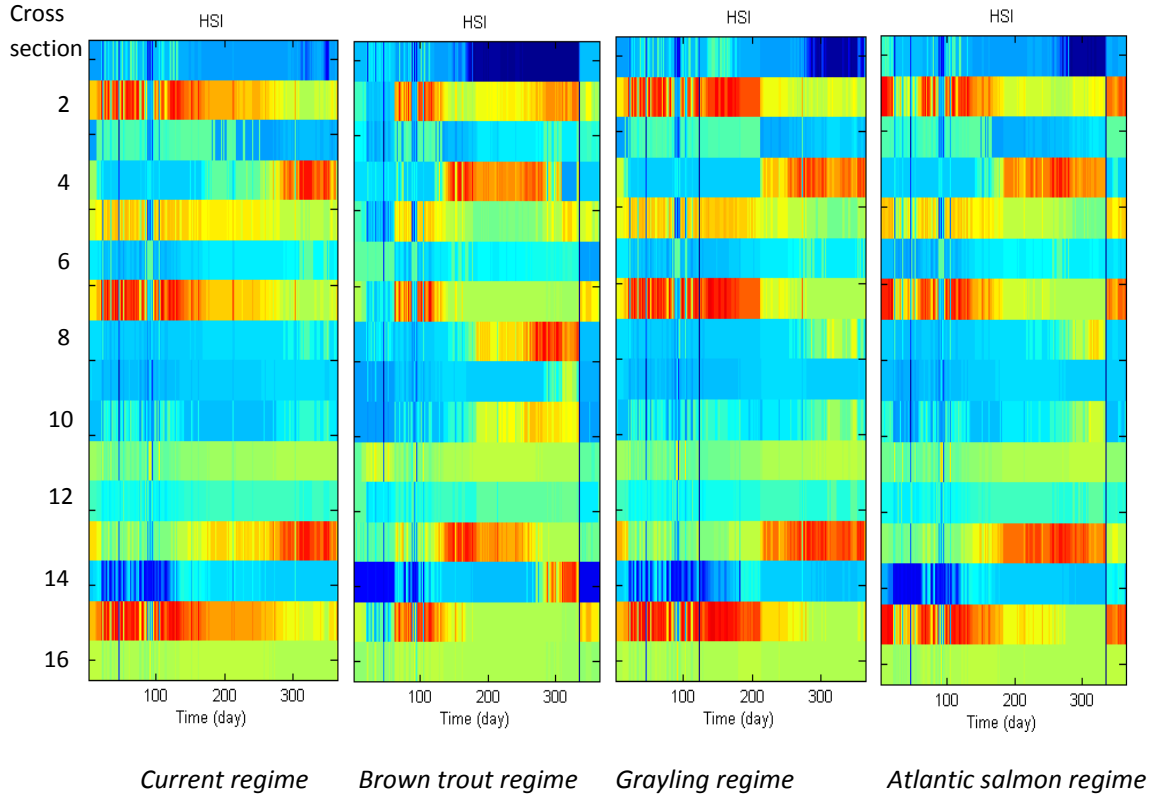 Cross
section
HSI
HSI
HSI
HSI
2
4
6
8
10
12
14
16
100 200 300
100 200 300
100 200 300
100 200 300
Time (day)
Time (day)
Time (day)
Time (day)
Current regime
Brown trout regime
Grayling regime
Atlantic salmon regime